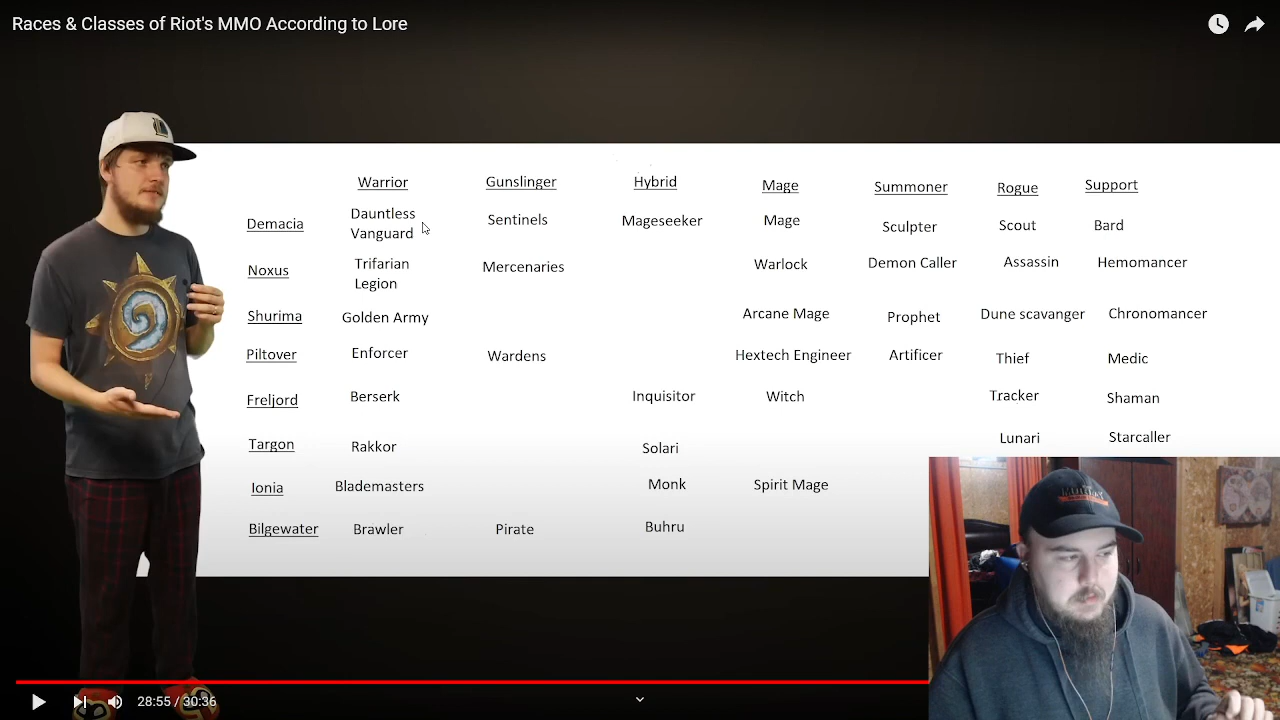 Races & Classes of Riot's MMO According to Lore
Warrior Gunslinger Hybrid Mage Summoner Rogue Support
Demacia Dauntless Vanguard Sentinels Mageseeker Mage Sculpter Scout Bard
Noxus Trifarian Legion Mercenaries Warlock Demon Caller Assassin Hemomancer
Shurima Golden Army Arcane Mage Prophet Dune scavanger Chronomancer
Piltover Enforcer Wardens Hextech Engineer Artificer Thief Medic
Freljord Berserk Inquisitor Witch Tracker Shaman
Targon Rakkor Solari Lunari Starcaller
Ionia Blademasters Monk Spirit Mage
Bilgewater Brawler Pirate Buhru
28:55 / 30:36